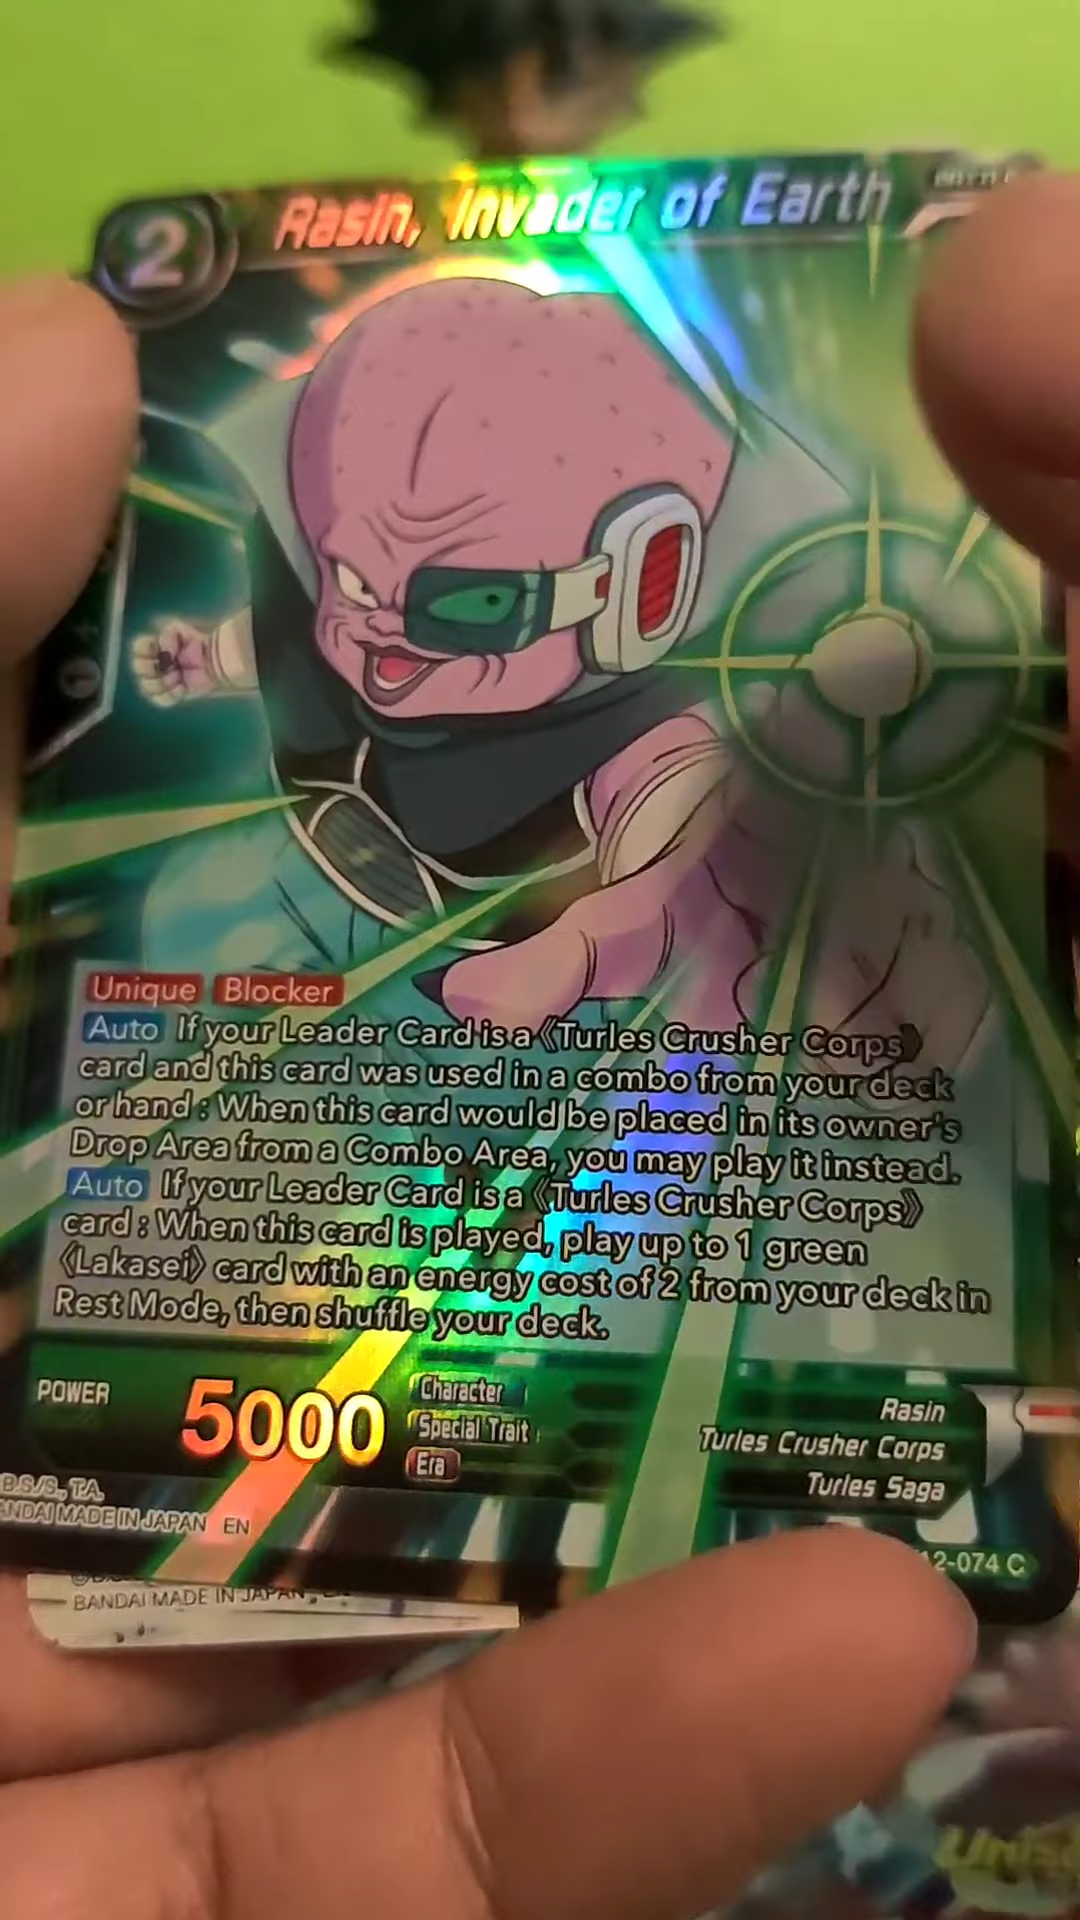 2
Rasin, Invader of Earth
Unique Blocker
Auto If your Leader Card is a 《Turles Crusher Corps》
card and this card was used in a combo from your deck
or hand : When this card would be placed in its owner's
Drop Area from a Combo Area, you may play it instead.
Auto If your Leader Card is a 《Turles Crusher Corps》
card : When this card is played, play up to 1 green
〈Lakasei〉 card with an energy cost of 2 from your deck in
Rest Mode, then shuffle your deck.
POWER
5000
Character Rasin
Special Trait Turles Crusher Corps
Era Turles Saga
B.S/S., T.A.
ANDAI MADE IN JAPAN EN
2-074 C
BANDAI MADE IN JAPAN